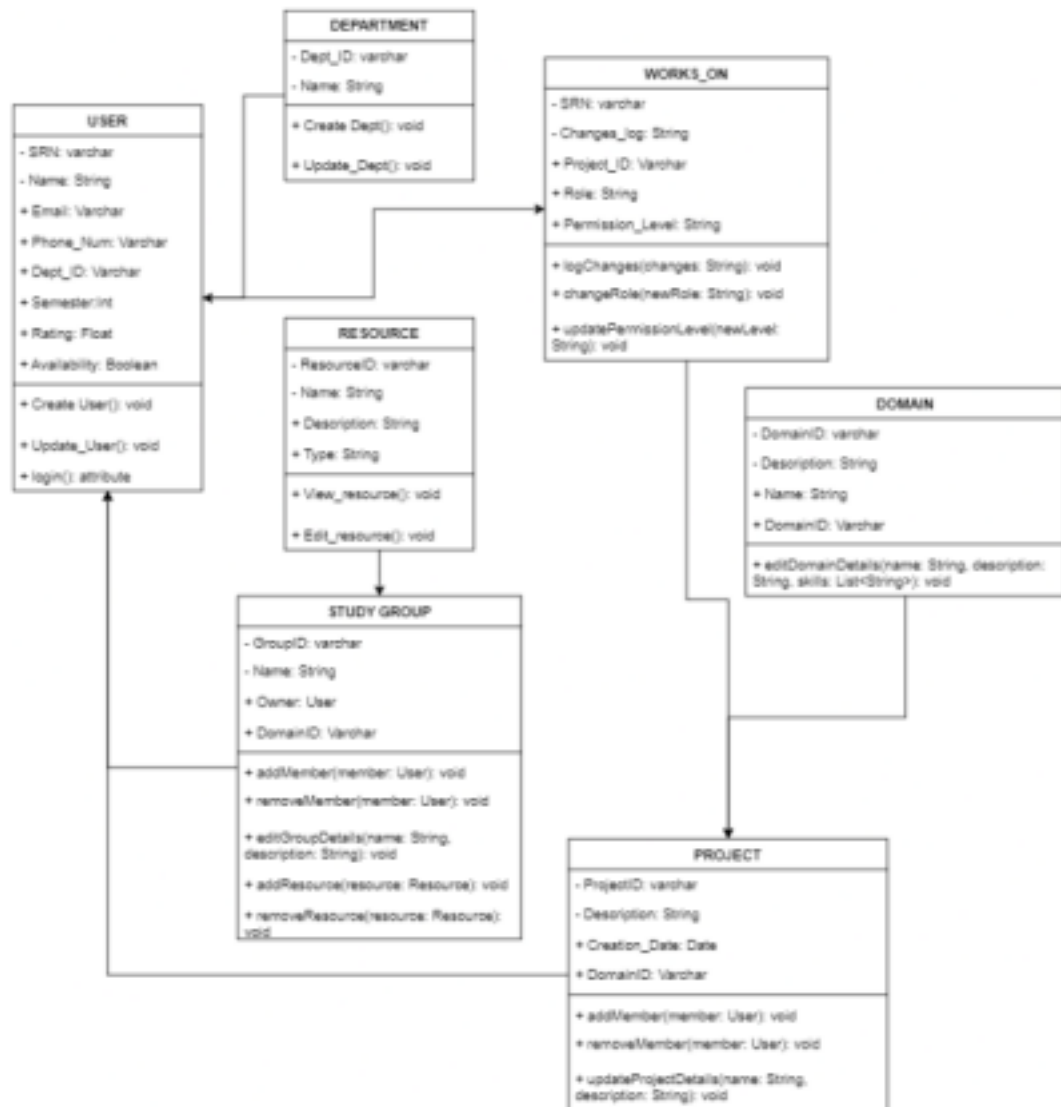 DEPARTMENT
- Dept_ID: varchar
- Name: String
+ Create Dept(): void
+ Update_Dept(): void
WORKS_ON
- SRN: varchar
- Changes_log: String
+ Project_ID: Varchar
+ Role: String
+ Permission_Level: String
+ logChanges(changes: String): void
+ changeRole(newRole: String): void
+ updatePermissionLevel(newLevel:
String): void
USER
- SRN: varchar
- Name: String
+ Email: Varchar
+ Phone_Num: Varchar
+ Dept_ID: Varchar
+ Semester:Int
+ Rating: Float
+ Availability: Boolean
+ Create User(): void
+ Update_User(): void
+ login(): attribute
RESOURCE
- ResourceID: varchar
- Name: String
+ Description: String
+ Type: String
+ View_resource(): void
+ Edit_resource(): void
DOMAIN
- DomainID: varchar
- Description: String
+ Name: String
+ DomainID: Varchar
+ editDomainDetails(name: String, description:
String, skills: List<String>): void
STUDY GROUP
- GroupID: varchar
- Name: String
+ Owner: User
+ DomainID: Varchar
+ addMember(member: User): void
+ removeMember(member: User): void
+ editGroupDetails(name: String,
description: String): void
+ addResource(resource: Resource): void
+ removeResource(resource: Resource):
void
PROJECT
- ProjectID: varchar
- Description: String
+ Creation_Date: Date
+ DomainID: Varchar
+ addMember(member: User): void
+ removeMember(member: User): void
+ updateProjectDetails(name: String,
description: String): void